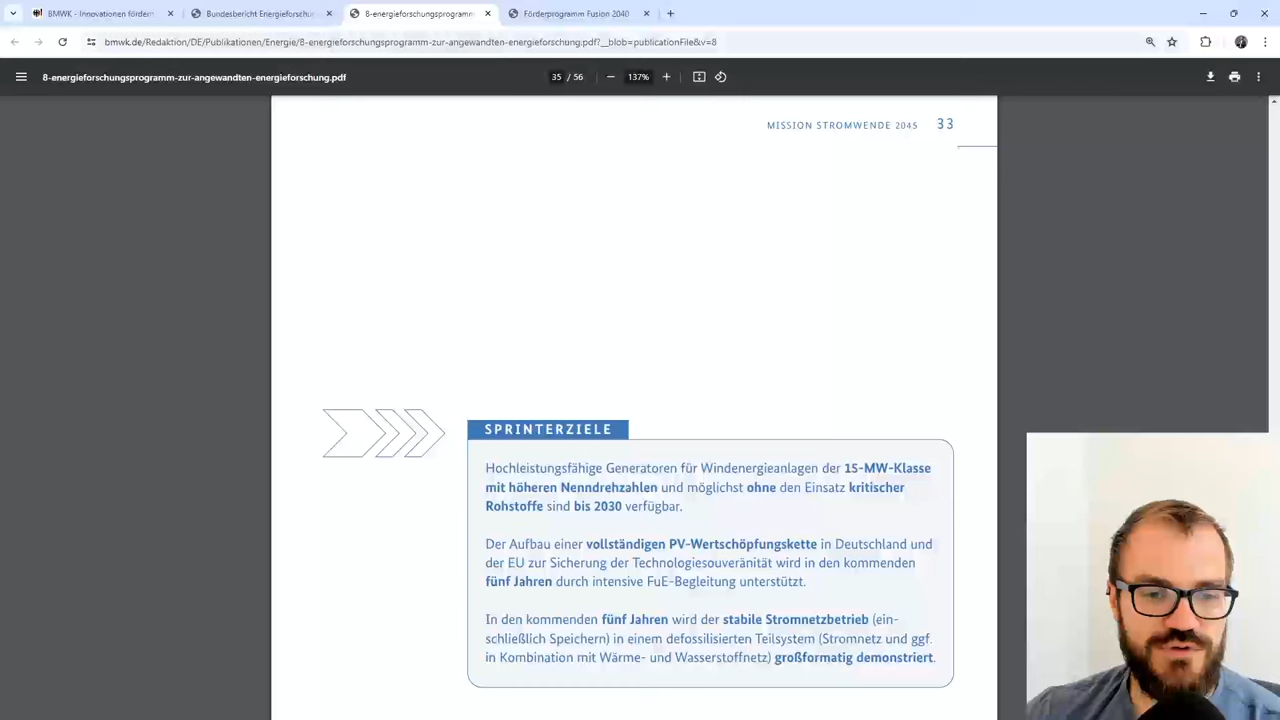 BMWK - Innovationen fördern
Bundesbericht Energieforschu
8-energieforschungsprogramm
Förderprogramm Fusion 2040
bmwk.de/Redaktion/DE/Publikationen/Energie/8-energieforschungsprogramm-zur-angewandten-energieforschung.pdf?__blob=publicationFile&v=8
8-energieforschungsprogramm-zur-angewandten-energieforschung.pdf
35 / 56
137%
MISSION STROMWENDE 2045 33
SPRINTERZIELE
Hochleistungsfähige Generatoren für Windenergieanlagen der 15-MW-Klasse
mit höheren Nenndrehzahlen und möglichst ohne den Einsatz kritischer
Rohstoffe sind bis 2030 verfügbar.
Der Aufbau einer vollständigen PV-Wertschöpfungskette in Deutschland und
der EU zur Sicherung der Technologiesouveränität wird in den kommenden
fünf Jahren durch intensive FuE-Begleitung unterstützt.
In den kommenden fünf Jahren wird der stabile Stromnetzbetrieb (ein-
schließlich Speichern) in einem defossilisierten Teilsystem (Stromnetz und ggf.
in Kombination mit Wärme- und Wasserstoffnetz) großformatig demonstriert.